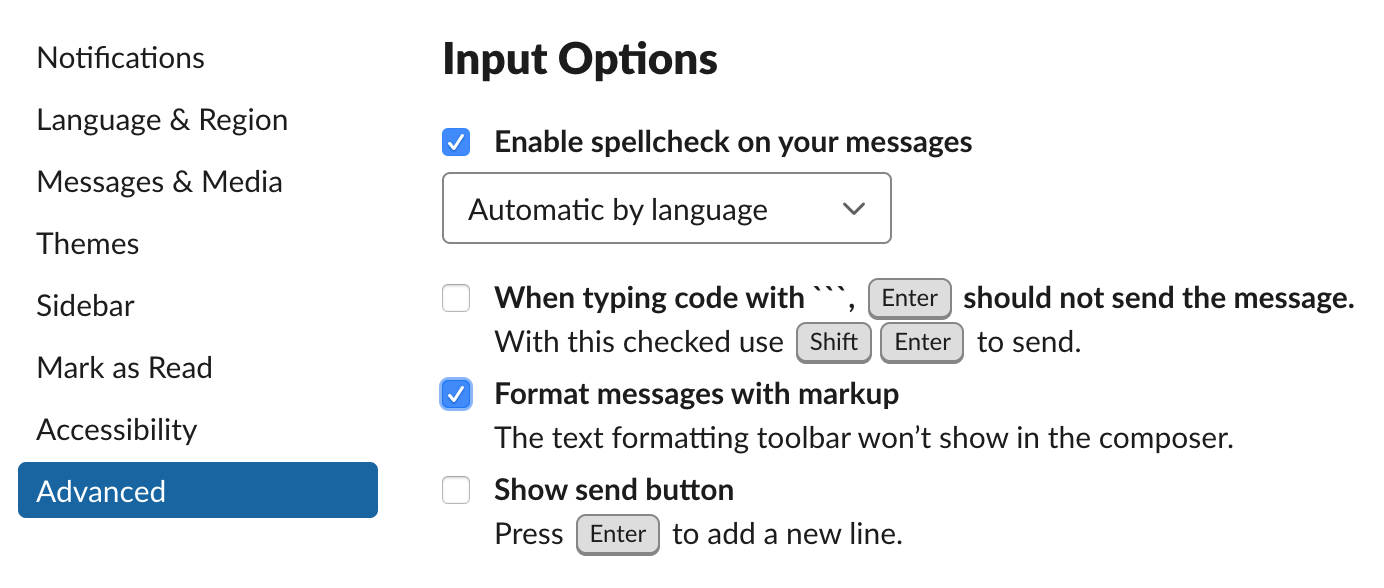 Notifications
Language & Region
Messages & Media
Themes
Sidebar
Mark as Read
Accessibility
Advanced
Input Options
Enable spellcheck on your messages
Automatic by language
When typing code with ```, Enter should not send the message.
With this checked use Shift Enter to send.
Format messages with markup
The text formatting toolbar won’t show in the composer.
Show send button
Press Enter to add a new line.